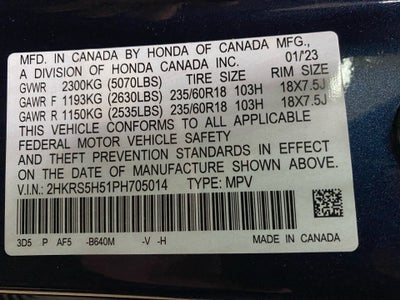 MFD. IN CANADA BY HONDA OF CANADA MFG.,
A DIVISION OF HONDA CANADA INC. 01/'23
GVWR 2300KG (5070LBS) TIRE SIZE RIM SIZE
GAWR F 1193KG (2630LBS) 235/60R18 103H 18X7.5J
GAWR R 1150KG (2535LBS) 235/60R18 103H 18X7.5J
THIS VEHICLE CONFORMS TO ALL APPLICABLE
FEDERAL MOTOR VEHICLE SAFETY
AND THEFT PREVENTION STANDARDS IN EFFECT
ON THE DATE OF MANUFACTURE SHOWN ABOVE.
V.I.N.: 2HKRS5H51PH705014 TYPE: MPV
3D5 P AF5 -B640M -V -H MADE IN CANADA